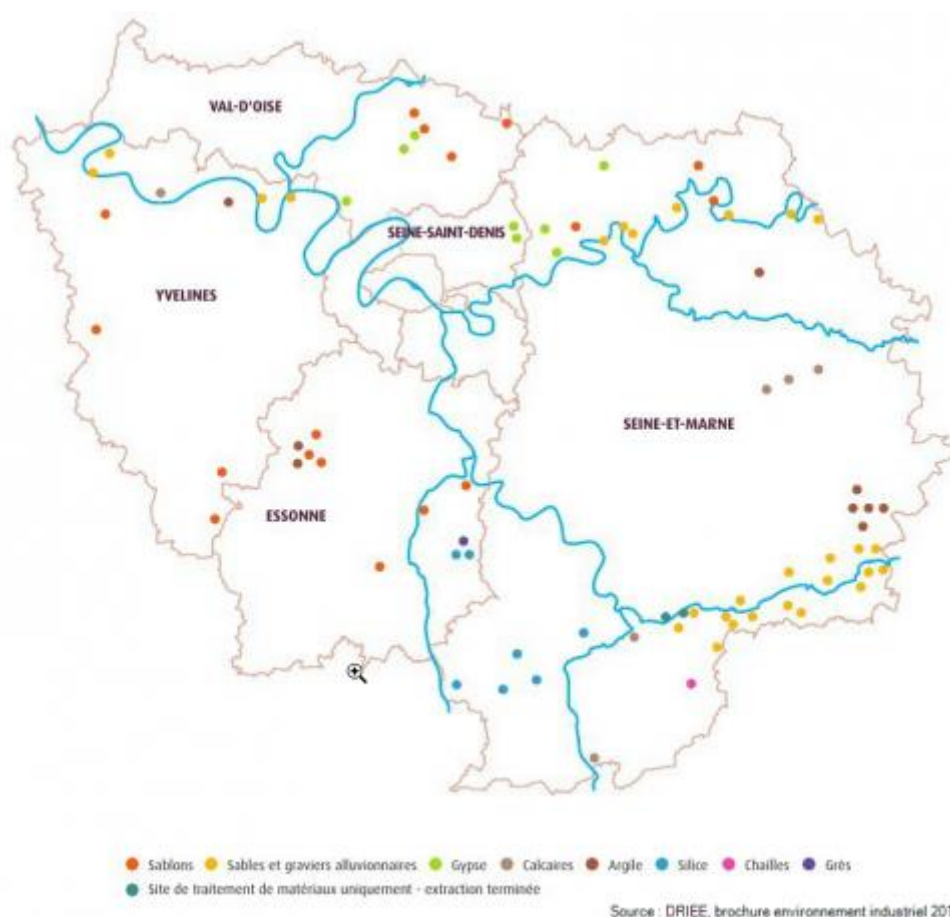 VAL-D'OISE
SEINE-SAINT-DENIS
YVELINES
SEINE-ET-MARNE
ESSONNE
Sablons Sables et graviers alluvionnaires Gypse Calcaires Argile Silice Chailles Grès
Site de traitement de matériaux uniquement - extraction terminée
Source : DRIEE, brochure environnement industriel